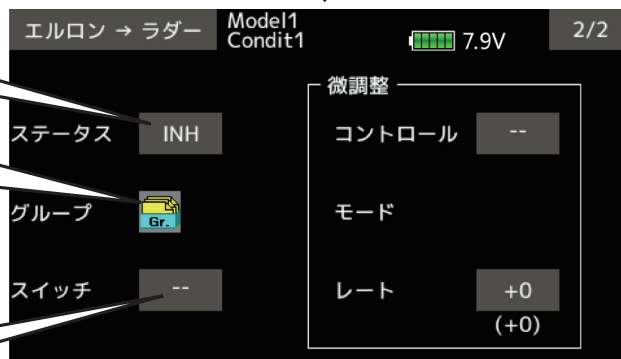 エルロン → ラダー
Model1
Condit1
7.9V
2/2
微調整
ステータス
INH
コントロール
--
グループ
Gr.
モード
スイッチ
--
レート
+0
(+0)